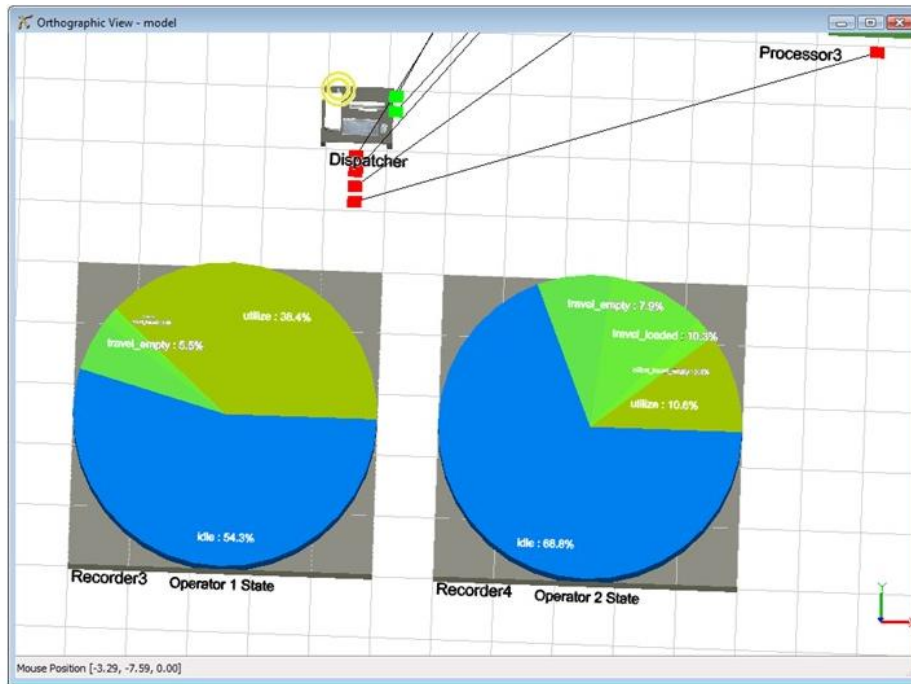 Orthographic View - model
Processor3
Dispatcher
utilize : 38.4%
travel_empty : 5.5%
idle : 54.3%
travel_empty : 7.9%
travel_loaded : 10.3%
utilize : 10.6%
idle : 68.8%
Recorder3
Operator 1 State
Recorder4
Operator 2 State
Y
Mouse Position [-3.29, -7.59, 0.00]